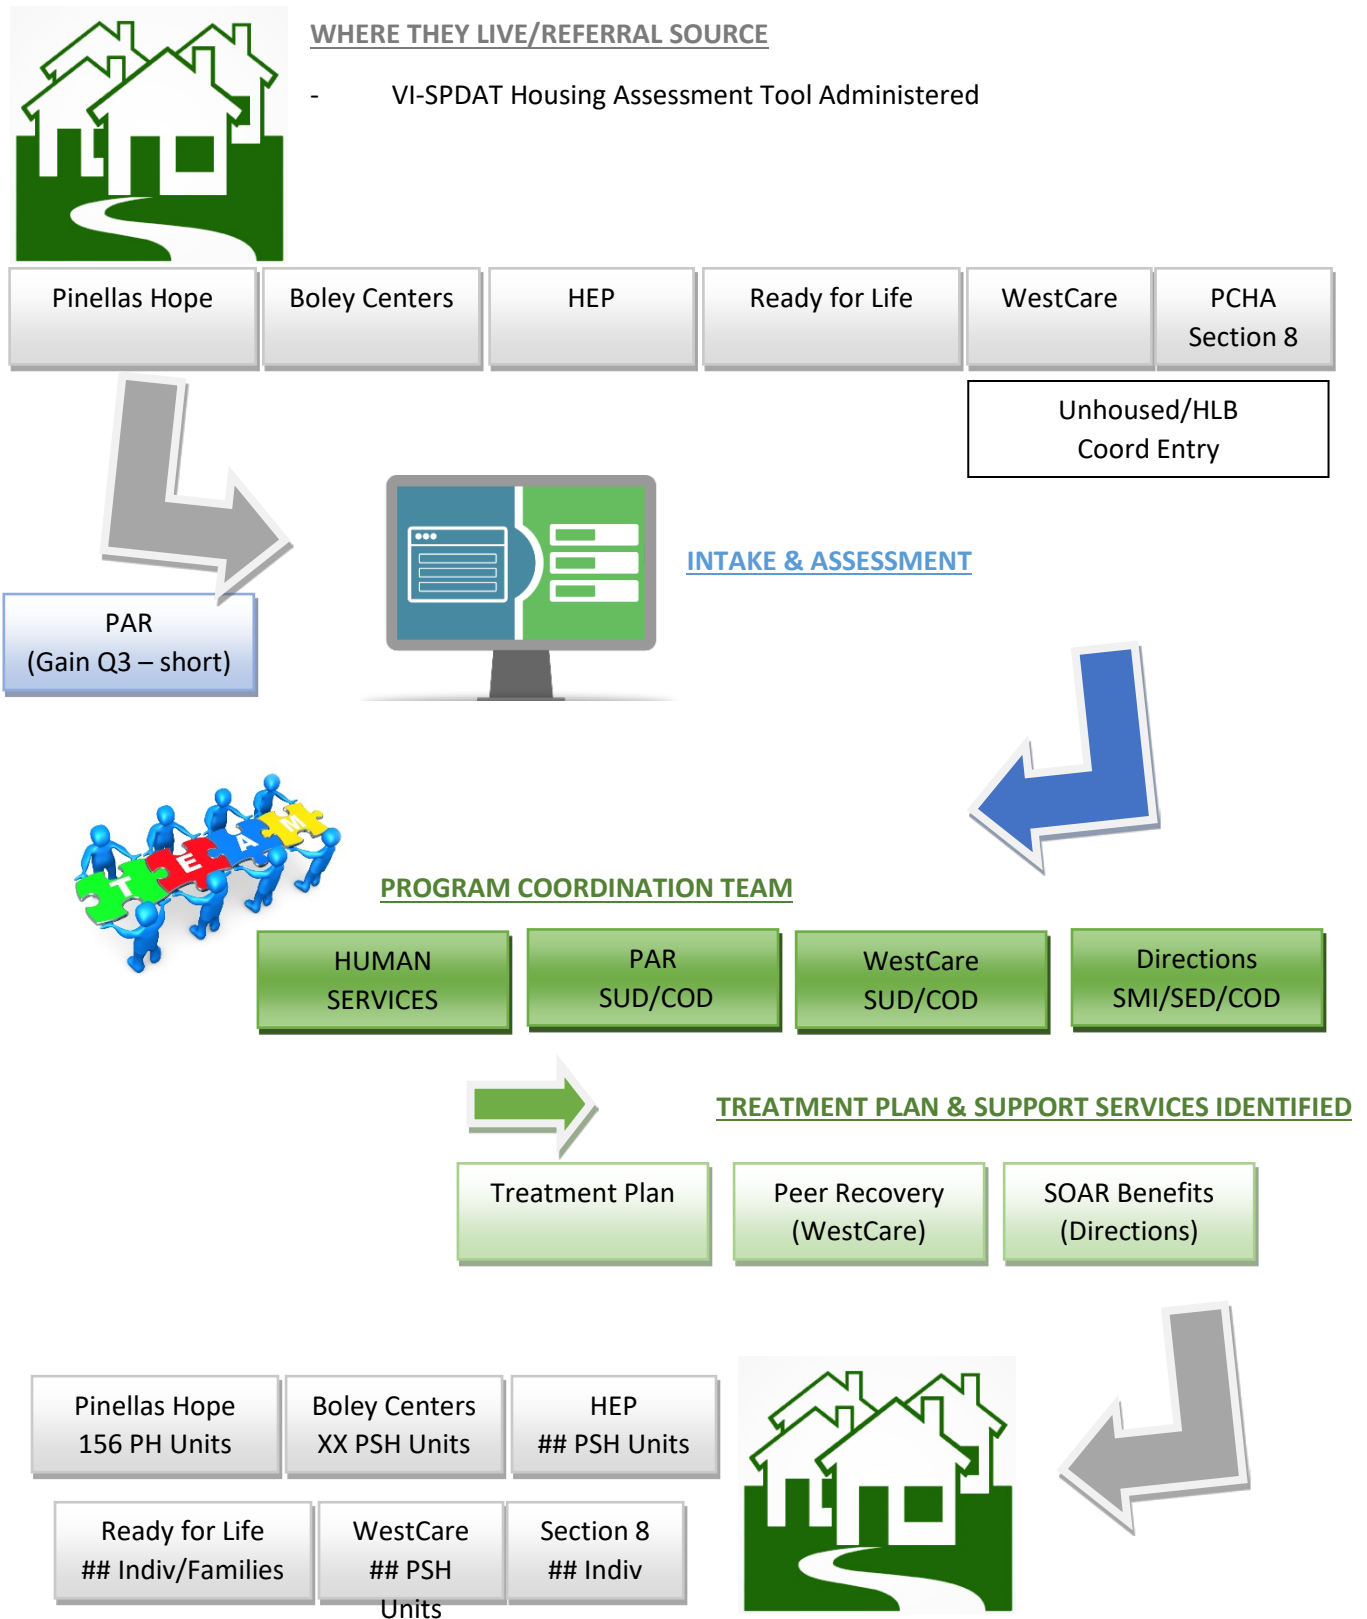 WHERE THEY LIVE/REFERRAL SOURCE
- VI-SPDAT Housing Assessment Tool Administered
Pinellas Hope
Boley Centers
HEP
Ready for Life
WestCare
PCHA
Section 8
Unhoused/HLB
Coord Entry
INTAKE & ASSESSMENT
PAR
(Gain Q3 – short)
TEAM
PROGRAM COORDINATION TEAM
HUMAN
SERVICES
PAR
SUD/COD
WestCare
SUD/COD
Directions
SMI/SED/COD
TREATMENT PLAN & SUPPORT SERVICES IDENTIFIED
Treatment Plan
Peer Recovery
(WestCare)
SOAR Benefits
(Directions)
Pinellas Hope
156 PH Units
Boley Centers
XX PSH Units
HEP
## PSH Units
Ready for Life
## Indiv/Families
WestCare
## PSH
Units
Section 8
## Indiv